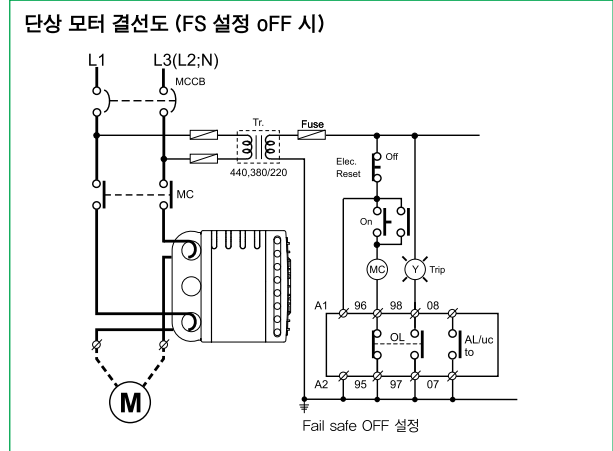 단상 모터 결선도 (FS 설정 oFF 시)
L1 L3(L2;N)
MCCB
Tr. Fuse
440,380/220
Elec. Reset
Off
MC
On
MC
Y Trip
A1 96 98 08
OL
AL/uc to
A2 95 97 07
M
Fail safe OFF 설정